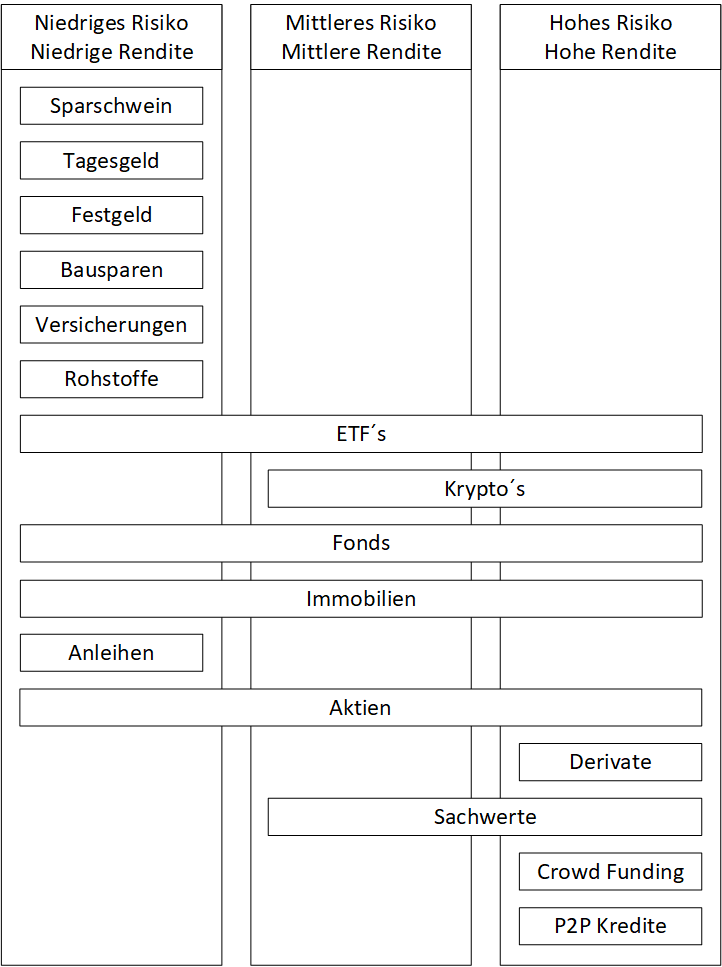 Niedriges Risiko
Niedrige Rendite
Mittleres Risiko
Mittlere Rendite
Hohes Risiko
Hohe Rendite
Sparschwein
Tagesgeld
Festgeld
Bausparen
Versicherungen
Rohstoffe
ETF´s
Krypto´s
Fonds
Immobilien
Anleihen
Aktien
Derivate
Sachwerte
Crowd Funding
P2P Kredite